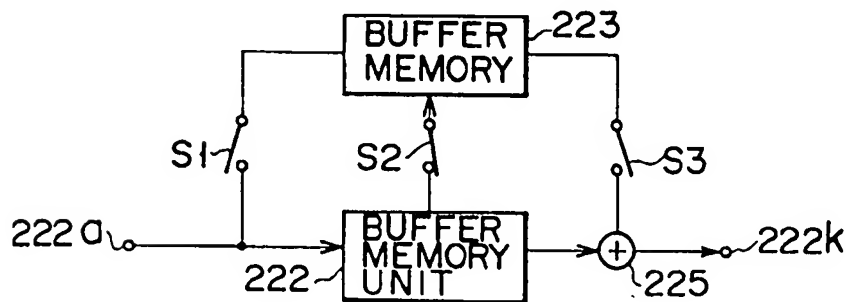 BUFFER
MEMORY
223
S1
S2
S3
222a
BUFFER
MEMORY
UNIT
222
+
225
222k